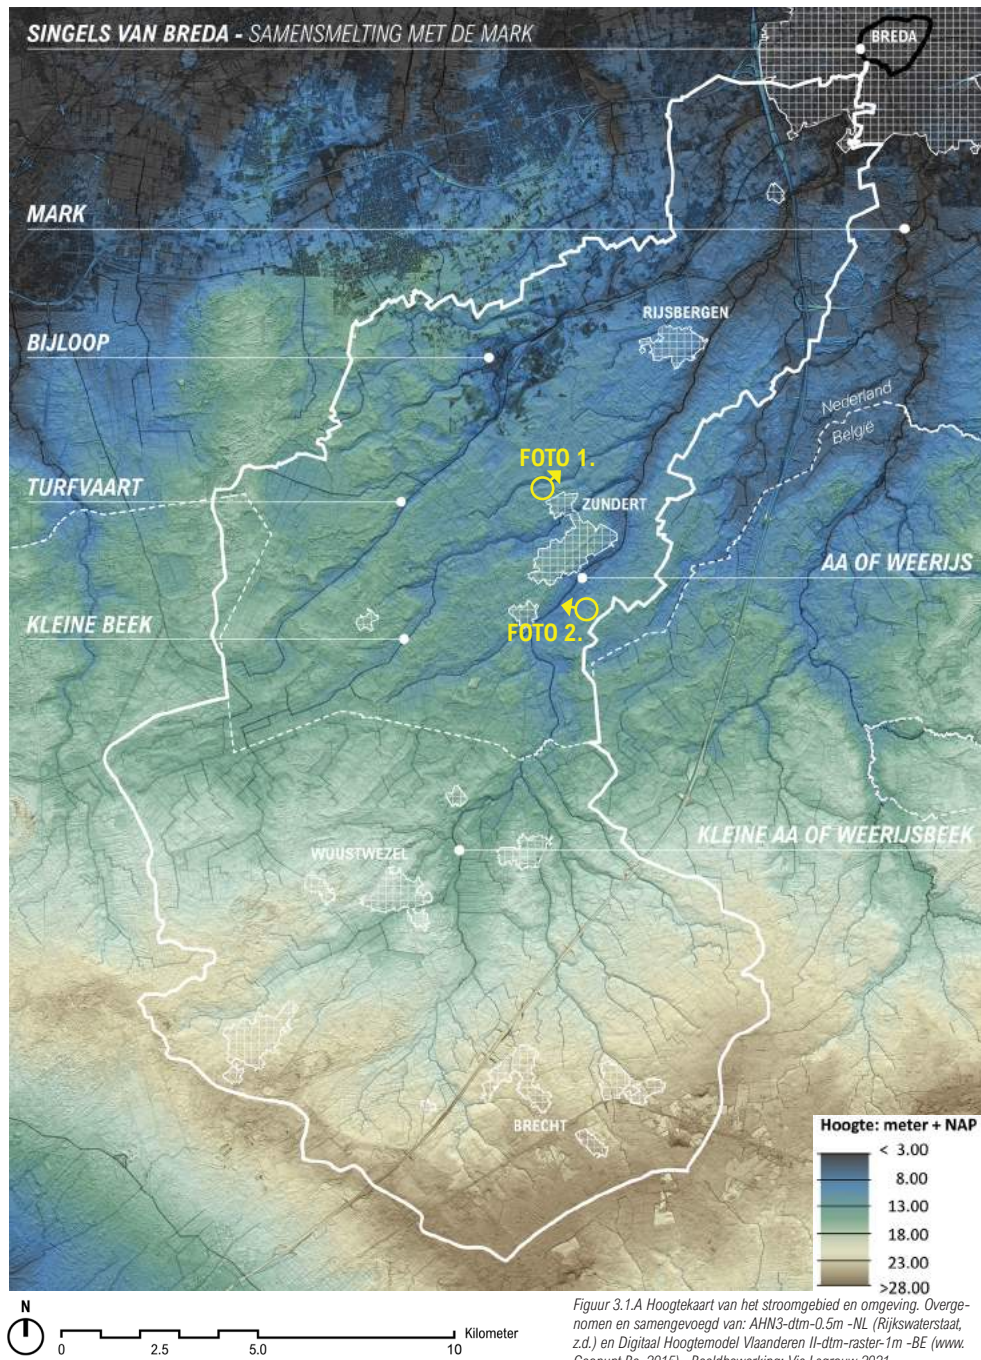 SINGELS VAN BREDA - SAMENSMELTING MET DE MARK
BREDA
MARK
RIJSBERGEN
BIJLOOP
Nederland
België
FOTO 1.
TURFVAART
ZUNDERT
AA OF WEERIJS
KLEINE BEEK
FOTO 2.
KLEINE AA OF WEERIJSBEEK
WUUSTWEZEL
BRECHT
Hoogte: meter + NAP
< 3.00
8.00
13.00
18.00
23.00
>28.00
N
0 2.5 5.0 10 Kilometer
Figuur 3.1.A Hoogtekaart van het stroomgebied en omgeving. Overge-
nomen en samengevoegd van: AHN3-dtm-0.5m -NL (Rijkswaterstaat,
z.d.) en Digitaal Hoogtemodel Vlaanderen II-dtm-raster-1m -BE (www.